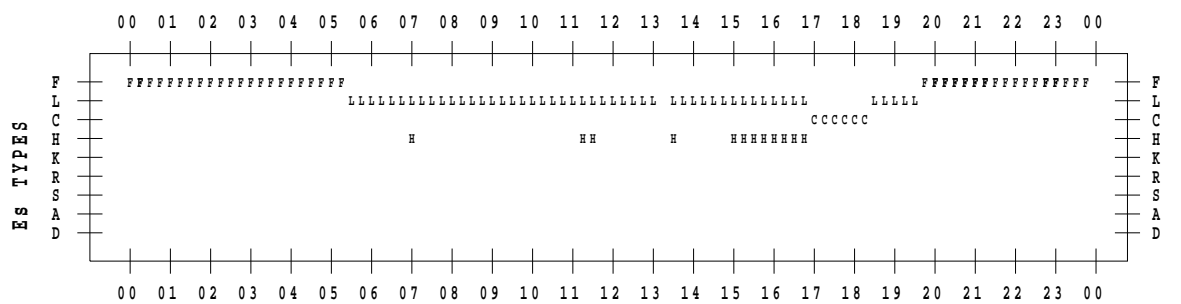 00 01 02 03 04 05 06 07 08 09 10 11 12 13 14 15 16 17 18 19 20 21 22 23 00
Es TYPES
F FFFFFFFFFFFFFFFFFFFFFF FFFFFFFFFFFFFFFFF F
L LLLLLLLLLLLLLLLLLLLLLLLLLLLLLLL LLLLLLLLLLLLLL LLLLL L
C CCCCCC C
H H HH H HHHHHHHH H
K K
R R
S S
A A
D D
00 01 02 03 04 05 06 07 08 09 10 11 12 13 14 15 16 17 18 19 20 21 22 23 00